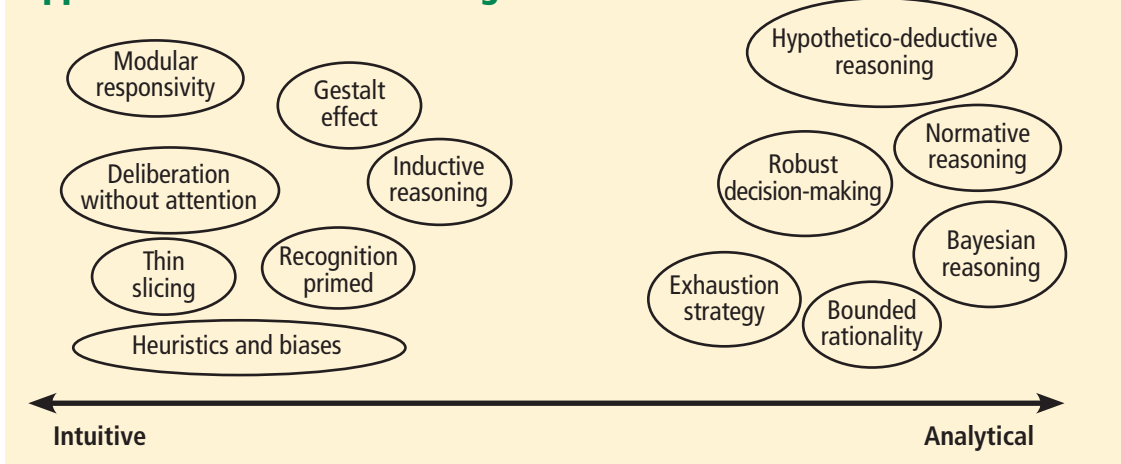 Modular
responsivity
Gestalt
effect
Deliberation
without attention
Inductive
reasoning
Thin
slicing
Recognition
primed
Heuristics and biases
Hypothetico-deductive
reasoning
Normative
reasoning
Robust
decision-making
Bayesian
reasoning
Exhaustion
strategy
Bounded
rationality
Intuitive
Analytical